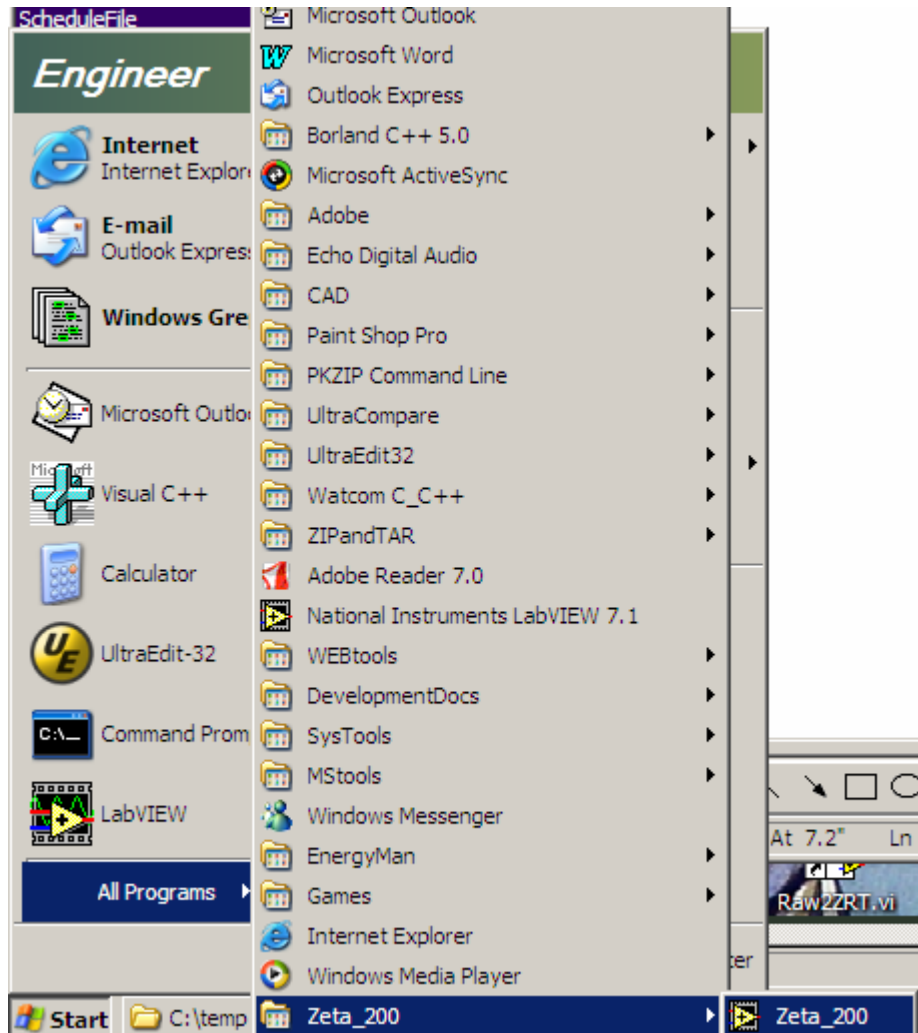 ScheduleFile
Engineer
Internet
Internet Explor
E-mail
Outlook Express
Windows Gre
Microsoft Outlo
Microsoft
Visual C++
Calculator
UE
UltraEdit-32
C:\_
Command Prom
LabVIEW
All Programs
Microsoft Outlook
W
Microsoft Word
Outlook Express
Borland C++ 5.0
Microsoft ActiveSync
Adobe
Echo Digital Audio
CAD
Paint Shop Pro
PKZIP Command Line
UltraCompare
UltraEdit32
Watcom C_C++
ZIPandTAR
Adobe Reader 7.0
National Instruments LabVIEW 7.1
WEBtools
DevelopmentDocs
SysTools
MStools
Windows Messenger
EnergyMan
Games
Internet Explorer
Windows Media Player
Zeta_200
Zeta_200
At 7.2" Ln
Raw2ZRT.vi
ter
Start
C:\temp